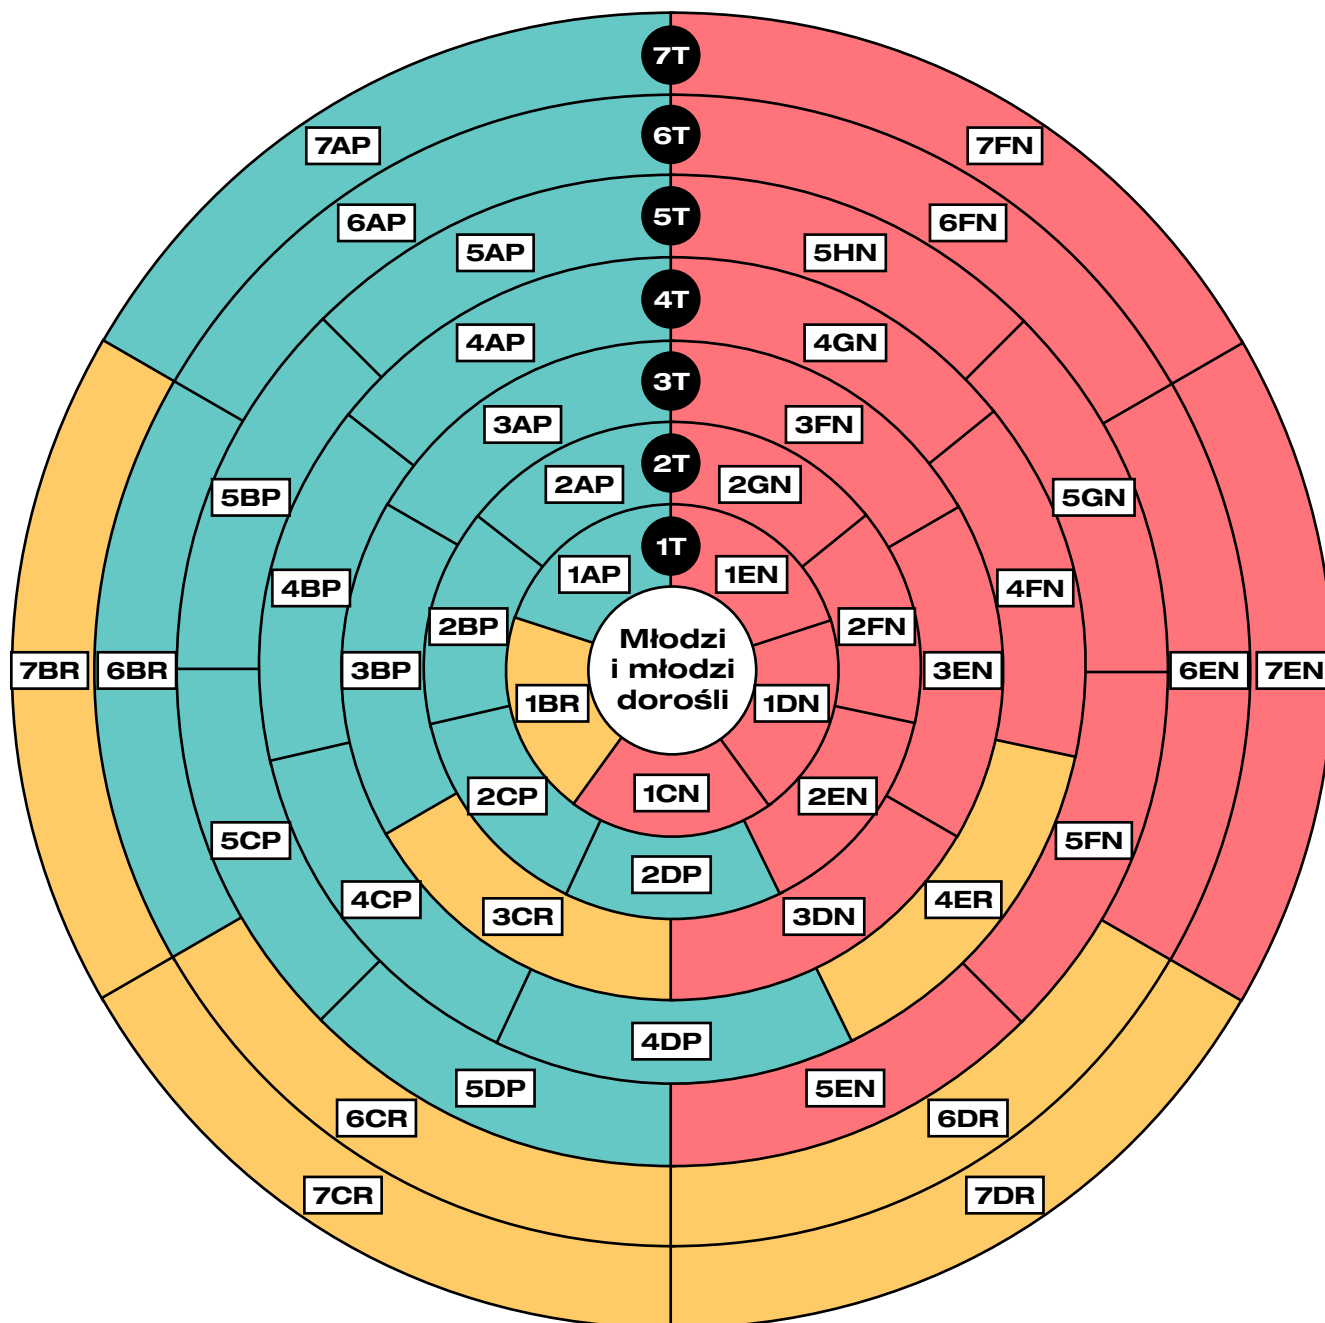 7T
7AP
7FN
6T
6AP
6FN
5T
5AP
5HN
4T
4AP
4GN
3T
3AP
3FN
2T
2AP
2GN
5BP
5GN
1T
1AP
1EN
4BP
4FN
2BP
2FN
Młodzi
i młodzi
dorośli
7BR
6BR
3BP
3EN
6EN
7EN
1BR
1DN
2CP
1CN
2EN
5CP
5FN
2DP
4CP
4ER
3CR
3DN
4DP
5DP
5EN
6CR
6DR
7CR
7DR